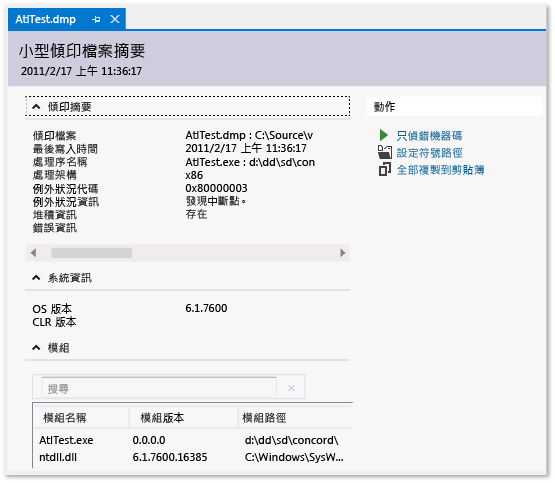 AtlTest.dmp
小型傾印檔案摘要
2011/2/17 上午 11:36:17
傾印摘要
傾印檔案 AtlTest.dmp : C:\Source\v
最後寫入時間 2011/2/17 上午 11:36:17
處理序名稱 AtlTest.exe : d:\dd\sd\con
處理架構 x86
例外狀況代碼 0x80000003
例外狀況資訊 發現中斷點。
堆積資訊 存在
錯誤資訊
系統資訊
OS 版本 6.1.7600
CLR 版本
模組
搜尋
模組名稱 模組版本 模組路徑
AtlTest.exe 0.0.0.0 d:\dd\sd\concord\
ntdll.dll 6.1.7600.16385 C:\Windows\SysW...
動作
只偵錯機器碼
設定符號路徑
全部複製到剪貼簿